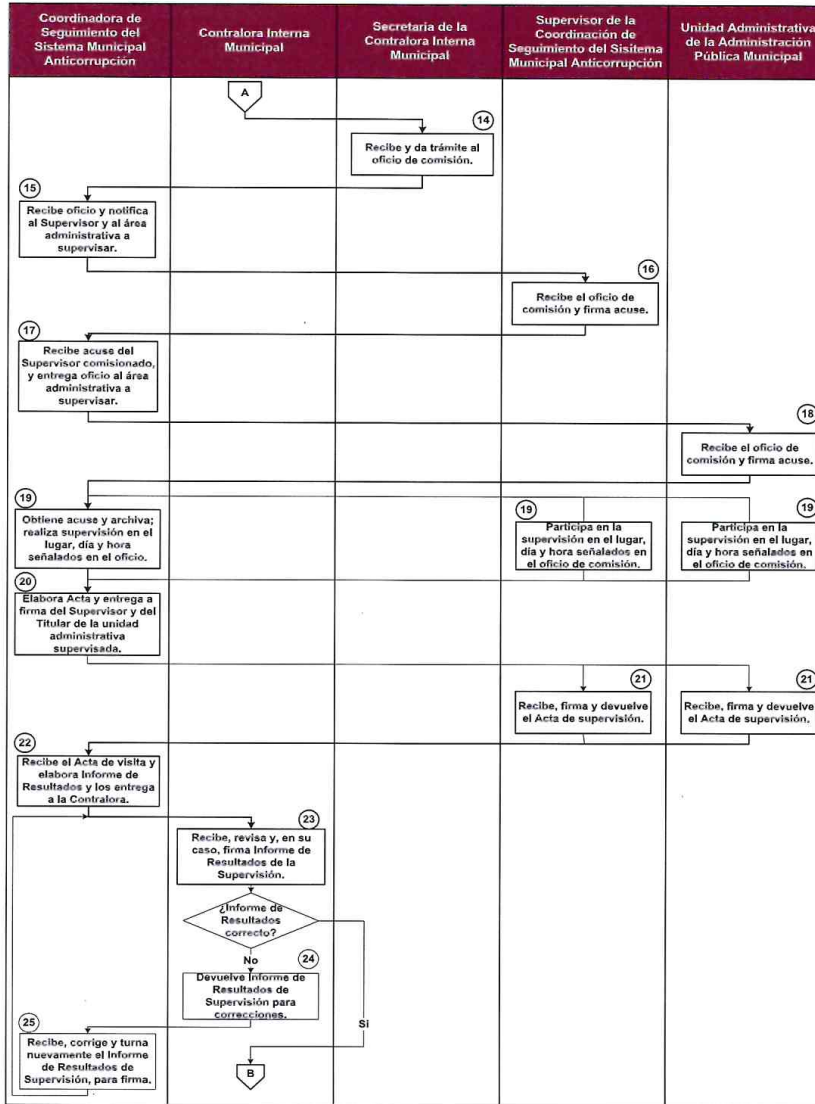 Coordinadora de
Seguimiento del
Sistema Municipal
Anticorrupción
Contralora Interna
Municipal
Secretaria de la
Contralora Interna
Municipal
Supervisor de la
Coordinación de
Seguimiento del Sisitema
Municipal Anticorrupción
Unidad Administrativa
de la Administración
Pública Municipal
A
14
Recibe y da trámite al
oficio de comisión.
15
Recibe oficio y notifica
al Supervisor y al área
administrativa a
supervisar.
16
Recibe el oficio de
comisión y firma acuse.
17
Recibe acuse del
Supervisor comisionado,
y entrega oficio al área
administrativa a
supervisar.
18
Recibe el oficio de
comisión y firma acuse.
19
Obtiene acuse y archiva;
realiza supervisión en el
lugar, día y hora
señalados en el oficio.
19
Participa en la
supervisión en el lugar,
día y hora señalados en
el oficio de comisión.
19
Participa en la
supervisión en el lugar,
día y hora señalados en
el oficio de comisión.
20
Elabora Acta y entrega a
firma del Supervisor y del
Titular de la unidad
administrativa
supervisada.
21
Recibe, firma y devuelve
el Acta de supervisión.
21
Recibe, firma y devuelve
el Acta de supervisión.
22
Recibe el Acta de visita y
elabora Informe de
Resultados y los entrega
a la Contralora.
23
Recibe, revisa y, en su
caso, firma Informe de
Resultados de la
Supervisión.
¿Informe de
Resultados
correcto?
No
24
Devuelve Informe de
Resultados de
Supervisión para
correcciones.
Si
25
Recibe, corrige y turna
nuevamente el Informe
de Resultados de
Supervisión, para firma.
B